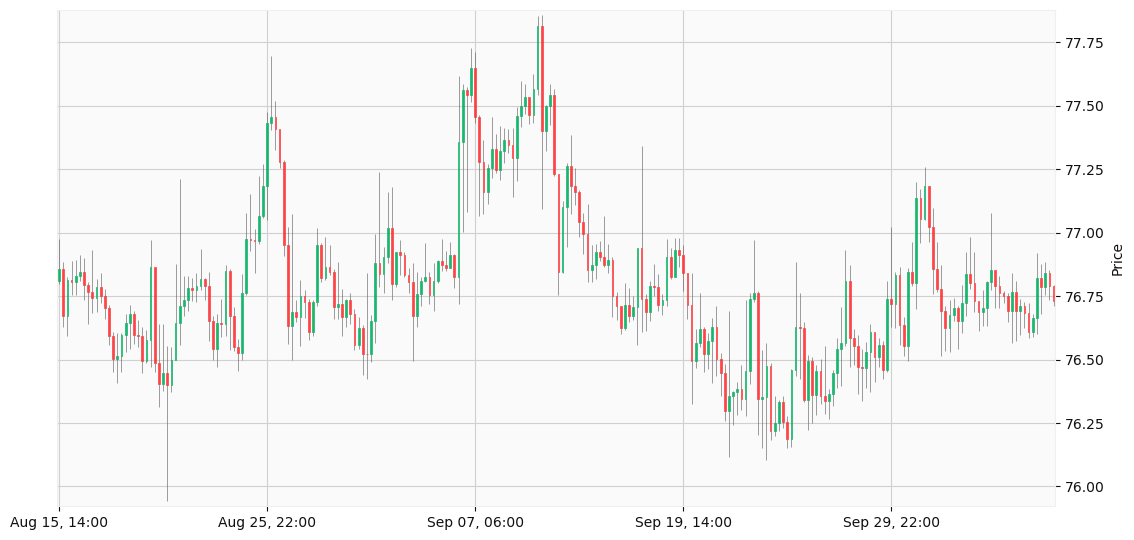 77.75
77.50
77.25
77.00
76.75
76.50
76.25
76.00
Price
Aug 15, 14:00
Aug 25, 22:00
Sep 07, 06:00
Sep 19, 14:00
Sep 29, 22:00